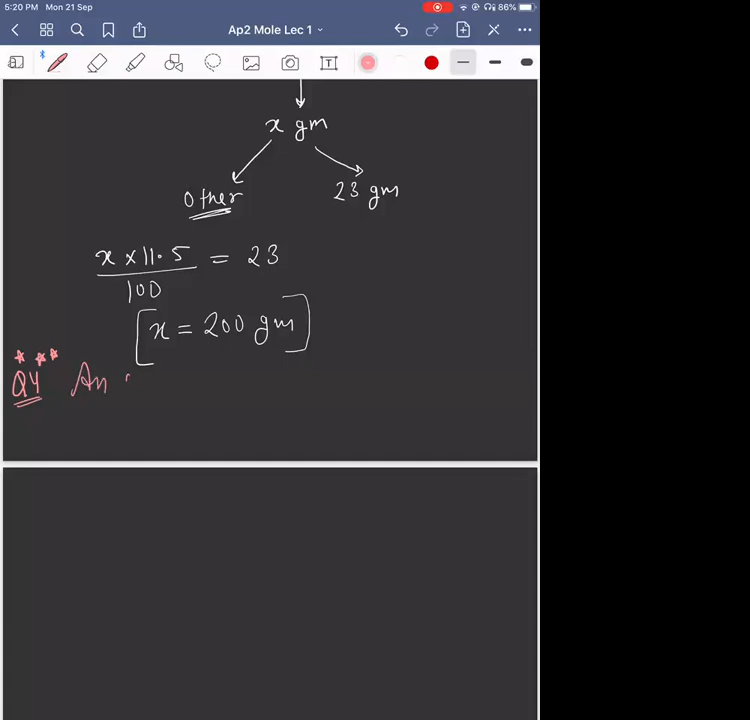 5:20 PM Mon 21 Sep 86%
Ap2 Mole Lec 1
T
x gm
Other 23 gm
x × 11.5 = 23
100
[x = 200 gm]
Q4 An